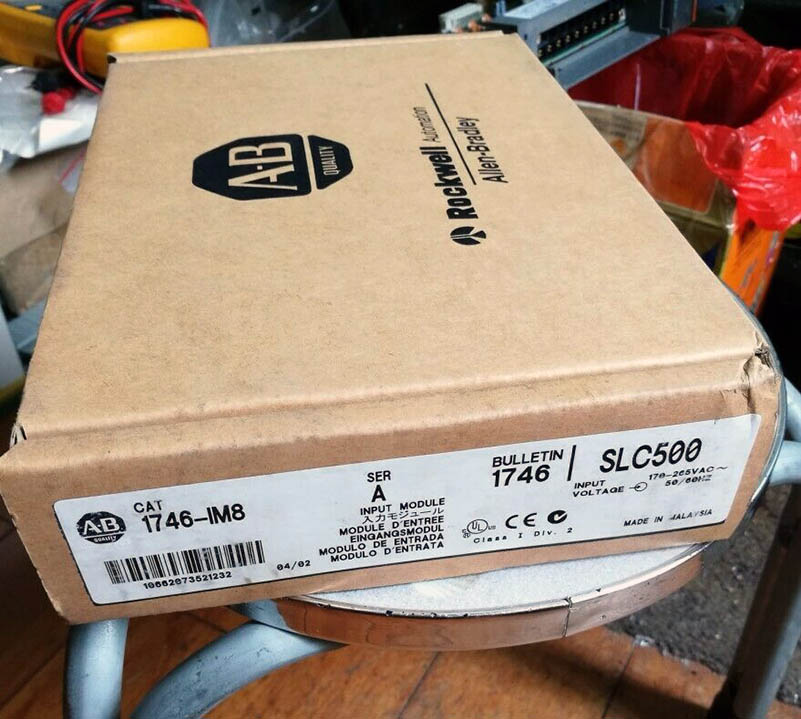 A-B
QUALITY
Rockwell Automation
Allen-Bradley
A-B
QUALITY
CAT
1746-IM8
10662073521232
04/02
SER
A
INPUT MODULE
入力モジュール
MODULE D'ENTREE
EINGANGSMODUL
MODULO DE ENTRADA
MODULO D'ENTRATA
BULLETIN
1746
SLC500
INPUT
VOLTAGE
170-265VAC~
50/60HZ
UL
CE
Class I Div. 2
MADE IN MALAYSIA